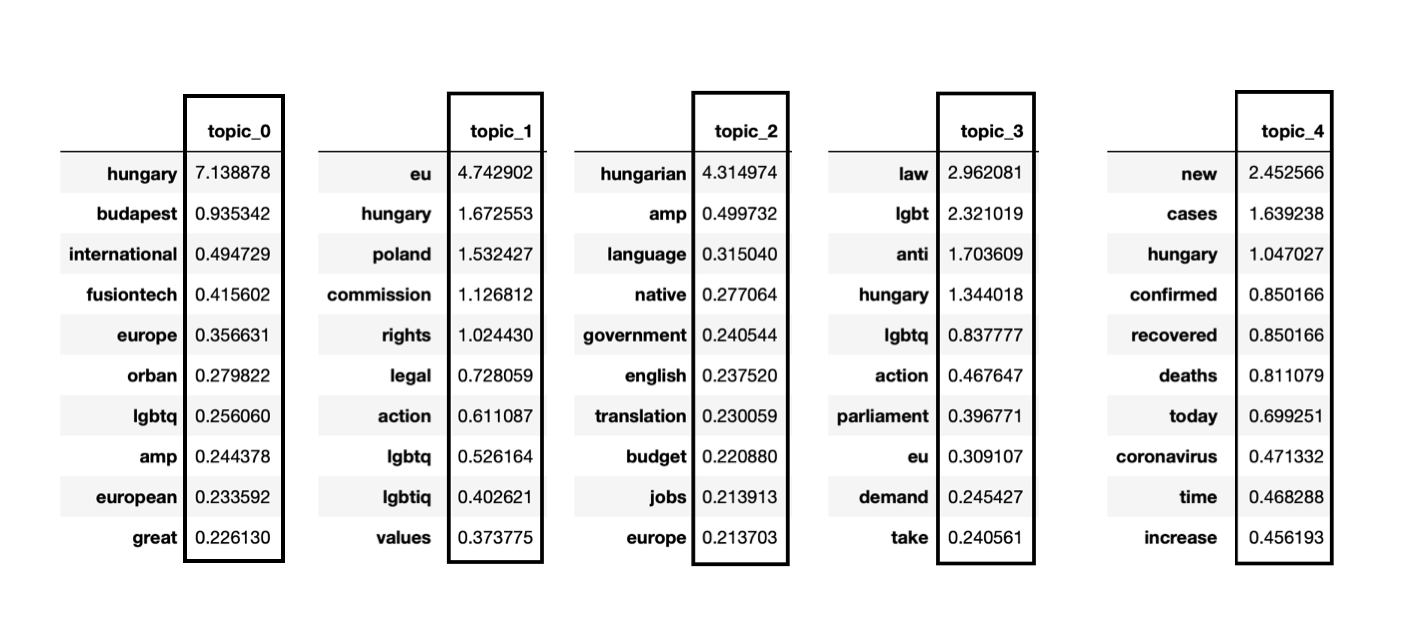 topic_0 topic_1 topic_2 topic_3 topic_4
hungary 7.138878 eu 4.742902 hungarian 4.314974 law 2.962081 new 2.452566
budapest 0.935342 hungary 1.672553 amp 0.499732 lgbt 2.321019 cases 1.639238
international 0.494729 poland 1.532427 language 0.315040 anti 1.703609 hungary 1.047027
fusiontech 0.415602 commission 1.126812 native 0.277064 hungary 1.344018 confirmed 0.850166
europe 0.356631 rights 1.024430 government 0.240544 lgbtq 0.837777 recovered 0.850166
orban 0.279822 legal 0.728059 english 0.237520 action 0.467647 deaths 0.811079
lgbtq 0.256060 action 0.611087 translation 0.230059 parliament 0.396771 today 0.699251
amp 0.244378 lgbtq 0.526164 budget 0.220880 eu 0.309107 coronavirus 0.471332
european 0.233592 lgbtiq 0.402621 jobs 0.213913 demand 0.245427 time 0.468288
great 0.226130 values 0.373775 europe 0.213703 take 0.240561 increase 0.456193